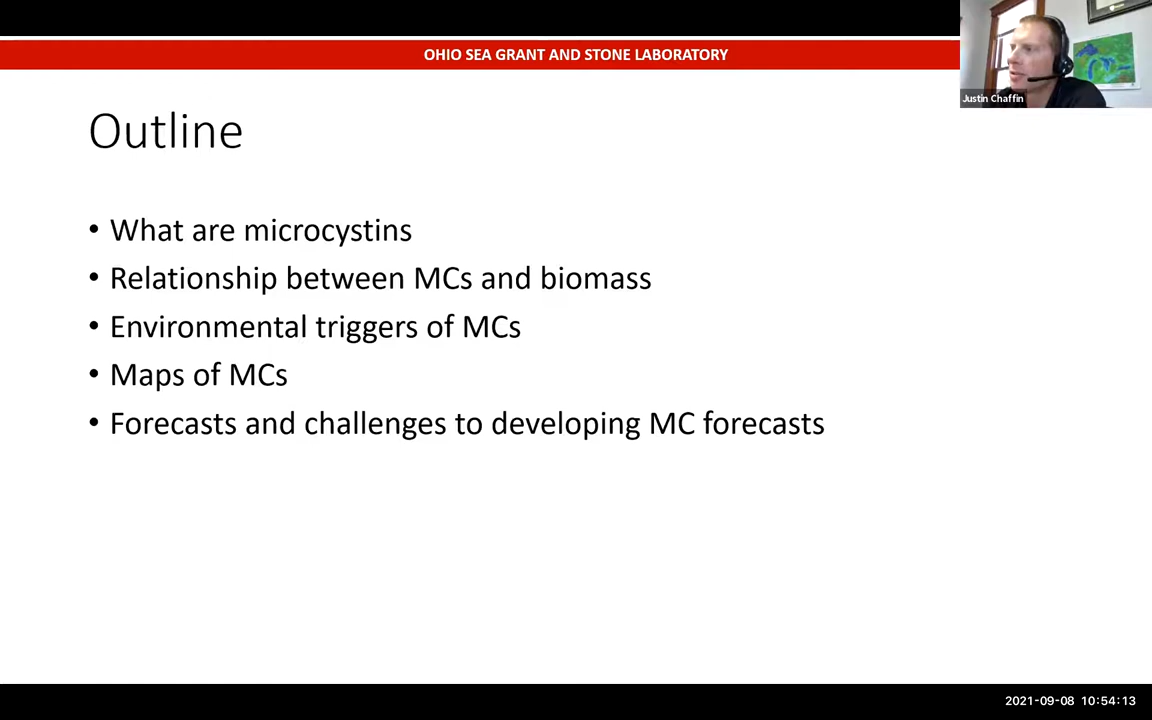 OHIO SEA GRANT AND STONE LABORATORY
Justin Chaffin
Outline
• What are microcystins
• Relationship between MCs and biomass
• Environmental triggers of MCs
• Maps of MCs
• Forecasts and challenges to developing MC forecasts
2021-09-08 10:54:13